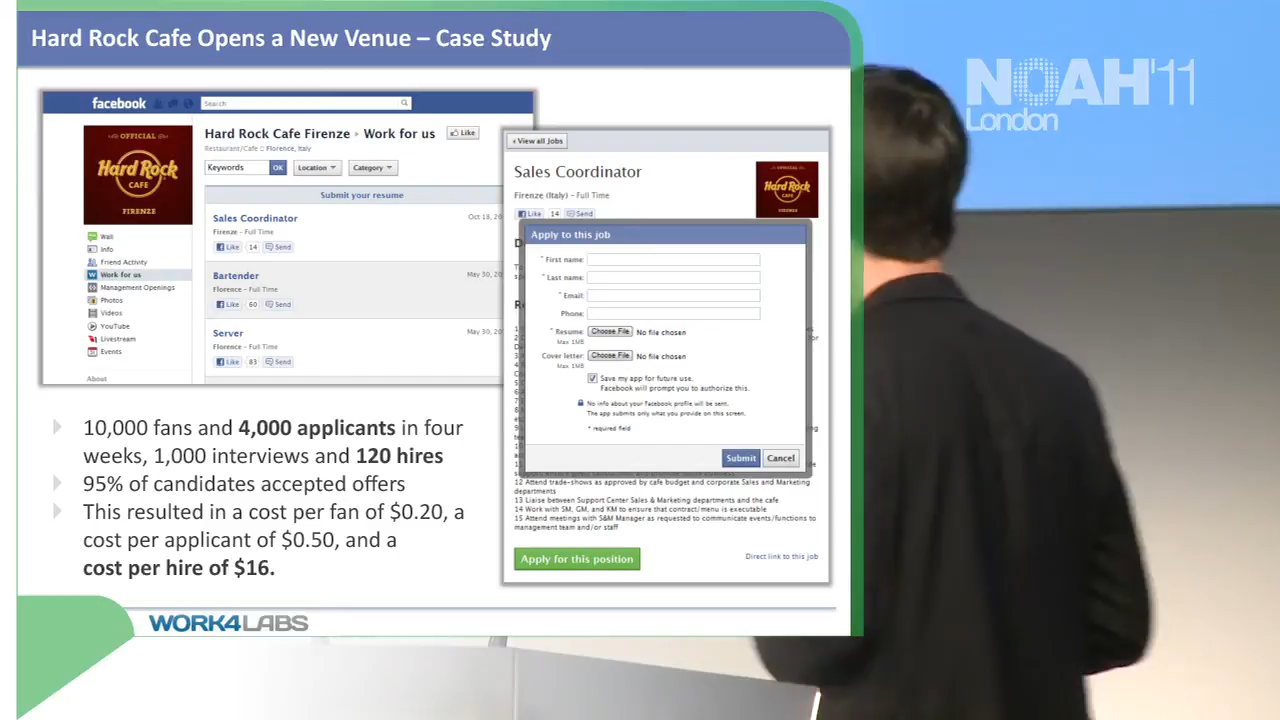 Hard Rock Cafe Opens a New Venue – Case Study
NOAH'11
London
facebook
Search
OFFICIAL
Hard Rock
CAFE
FIRENZE
Hard Rock Cafe Firenze ▸ Work for us
Like
Restaurant/Cafe
Florence, Italy
Keywords
OK
Location
Category
Submit your resume
Sales Coordinator
Oct 18, 20
Firenze - Full Time
Like 14 Send
Bartender
May 30, 20
Florence - Full Time
Like 60 Send
Server
May 30, 20
Florence - Full Time
Like 83 Send
Wall
Info
Friend Activity
Work for us
Management Openings
Photos
Videos
YouTube
Livestream
Events
About
View all Jobs
Sales Coordinator
Firenze (Italy) - Full Time
Like 14 Send
OFFICIAL
Hard Rock
CAFE
FIRENZE
Apply to this job
* First name:
* Last name:
* Email:
Phone:
* Resume: Choose File No file chosen
Max 1MB
Cover letter: Choose File No file chosen
Max 1MB
Save my app for future use.
Facebook will prompt you to authorize this.
No info about your Facebook profile will be sent.
The app submits only what you provide on this screen.
* required field
Submit Cancel
12 Attend trade-shows as approved by cafe budget and corporate Sales and Marketing
departments
13 Liaise between Support Center Sales & Marketing departments and the cafe
14 Work with SM, GM, and KM to ensure that contract/menu is executable
15 Attend meetings with S&M Manager as requested to communicate events/functions to
management team and/or staff
Apply for this position
Direct link to this job
10,000 fans and 4,000 applicants in four
weeks, 1,000 interviews and 120 hires
95% of candidates accepted offers
This resulted in a cost per fan of $0.20, a
cost per applicant of $0.50, and a
cost per hire of $16.
WORK4LABS